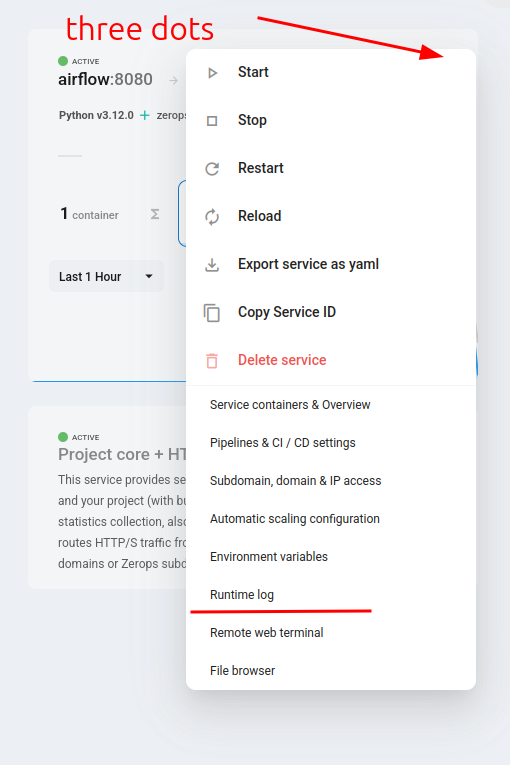 three dots
ACTIVE
airflow:8080
Python v3.12.0 + zerops
1 container Σ
Last 1 Hour
Start
Stop
Restart
Reload
Export service as yaml
Copy Service ID
Delete service
Service containers & Overview
Pipelines & CI / CD settings
Subdomain, domain & IP access
Automatic scaling configuration
Environment variables
Runtime log
Remote web terminal
File browser
ACTIVE
Project core + HT
This service provides se
and your project (with bu
statistics collection, also
routes HTTP/S traffic fro
domains or Zerops subd